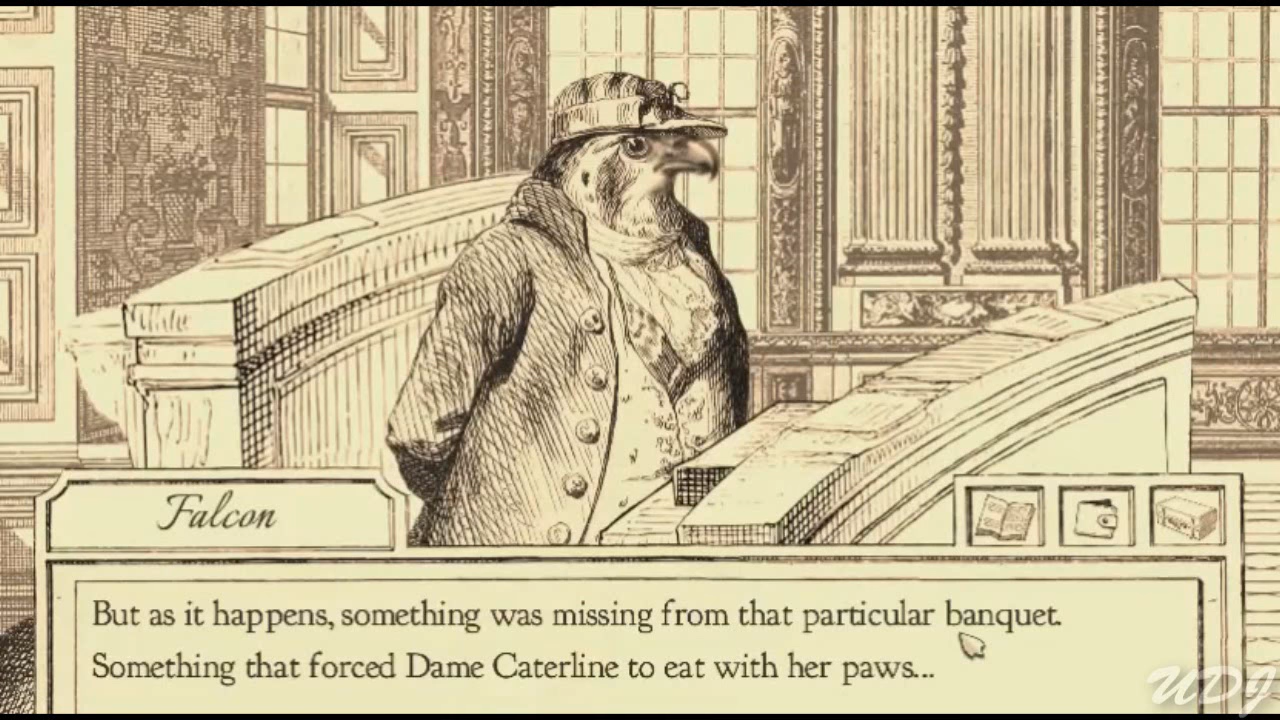 Falcon
But as it happens, something was missing from that particular banquet.
Something that forced Dame Caterline to eat with her paws...
UDJ